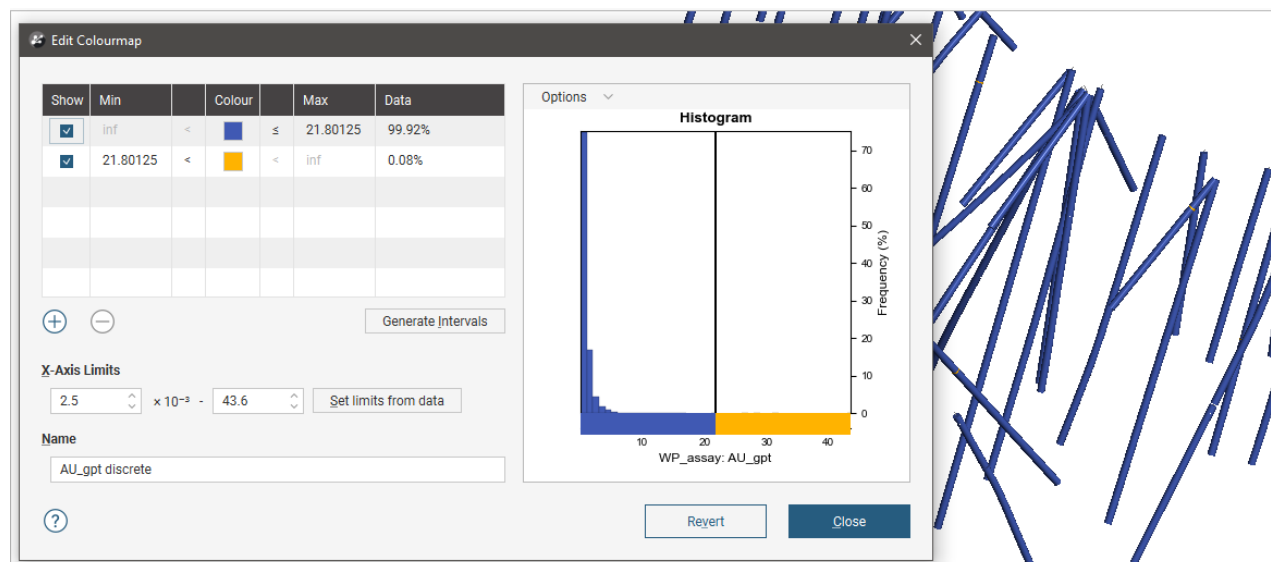 Edit Colourmap
Show Min Colour Max Data
inf < ≤ 21.80125 99.92%
21.80125 < < inf 0.08%
Generate Intervals
X-Axis Limits
2.5 ×10⁻³ - 43.6 Set limits from data
Name
AU_gpt discrete
Options
Histogram
70
60
50
40
30
20
10
0
Frequency (%)
10 20 30 40
WP_assay: AU_gpt
?
Revert Close